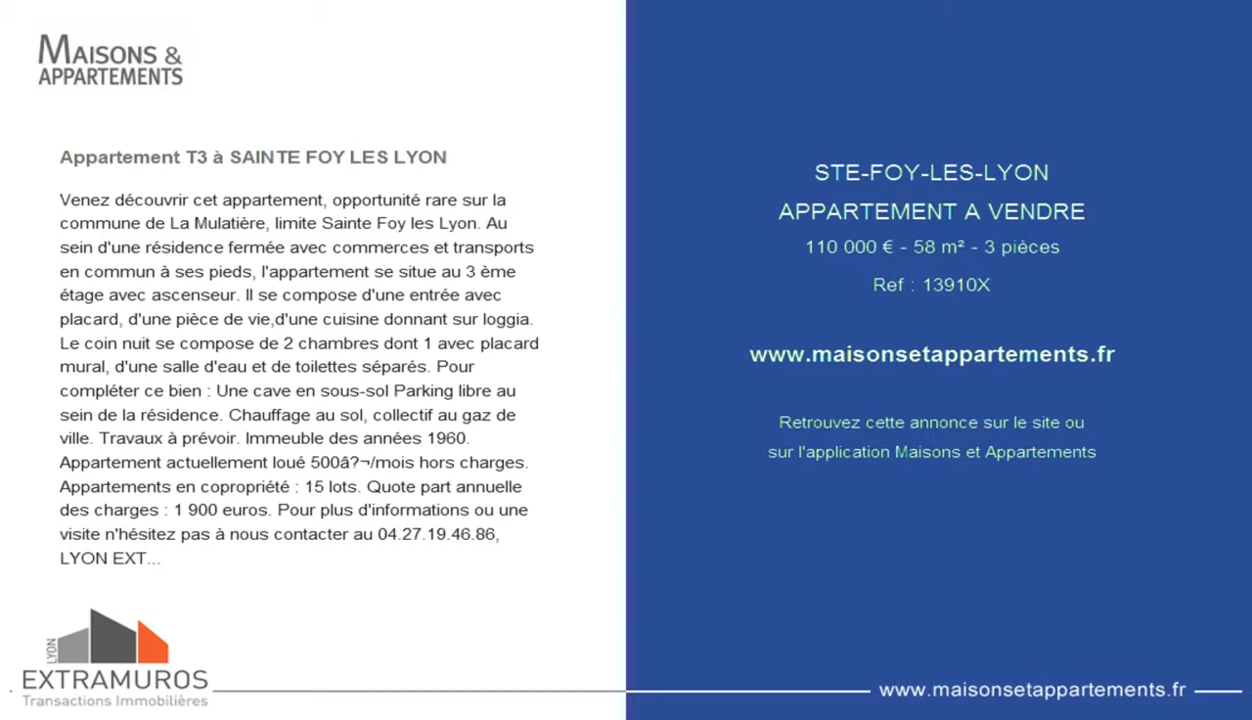 MAISONS &
APPARTEMENTS
Appartement T3 à SAINTE FOY LES LYON
Venez découvrir cet appartement, opportunité rare sur la
commune de La Mulatière, limite Sainte Foy les Lyon. Au
sein d'une résidence fermée avec commerces et transports
en commun à ses pieds, l'appartement se situe au 3 ème
étage avec ascenseur. Il se compose d'une entrée avec
placard, d'une pièce de vie,d'une cuisine donnant sur loggia.
Le coin nuit se compose de 2 chambres dont 1 avec placard
mural, d'une salle d'eau et de toilettes séparés. Pour
compléter ce bien : Une cave en sous-sol Parking libre au
sein de la résidence. Chauffage au sol, collectif au gaz de
ville. Travaux à prévoir. Immeuble des années 1960.
Appartement actuellement loué 500â?¬/mois hors charges.
Appartements en copropriété : 15 lots. Quote part annuelle
des charges : 1 900 euros. Pour plus d'informations ou une
visite n'hésitez pas à nous contacter au 04.27.19.46.86,
LYON EXT...
LYON
EXTRAMUROS
Transactions Immobilières
STE-FOY-LES-LYON
APPARTEMENT A VENDRE
110 000 € - 58 m² - 3 pièces
Ref : 13910X
www.maisonsetappartements.fr
Retrouvez cette annonce sur le site ou
sur l'application Maisons et Appartements
www.maisonsetappartements.fr